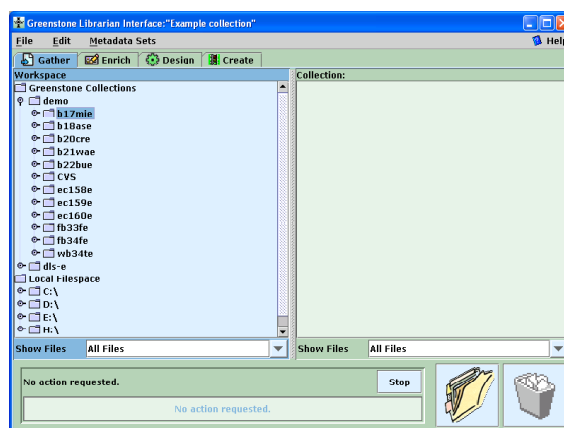 Greenstone Librarian Interface:"Example collection"
File Edit Metadata Sets Help
Gather Enrich Design Create
Workspace
Collection:
Greenstone Collections
demo
b17mie
b18ase
b20cre
b21wae
b22bue
CVS
ec158e
ec159e
ec160e
fb33fe
fb34fe
wb34te
dls-e
Local Filespace
C:\
D:\
E:\
H:\
Show Files All Files
Show Files All Files
No action requested.
Stop
No action requested.